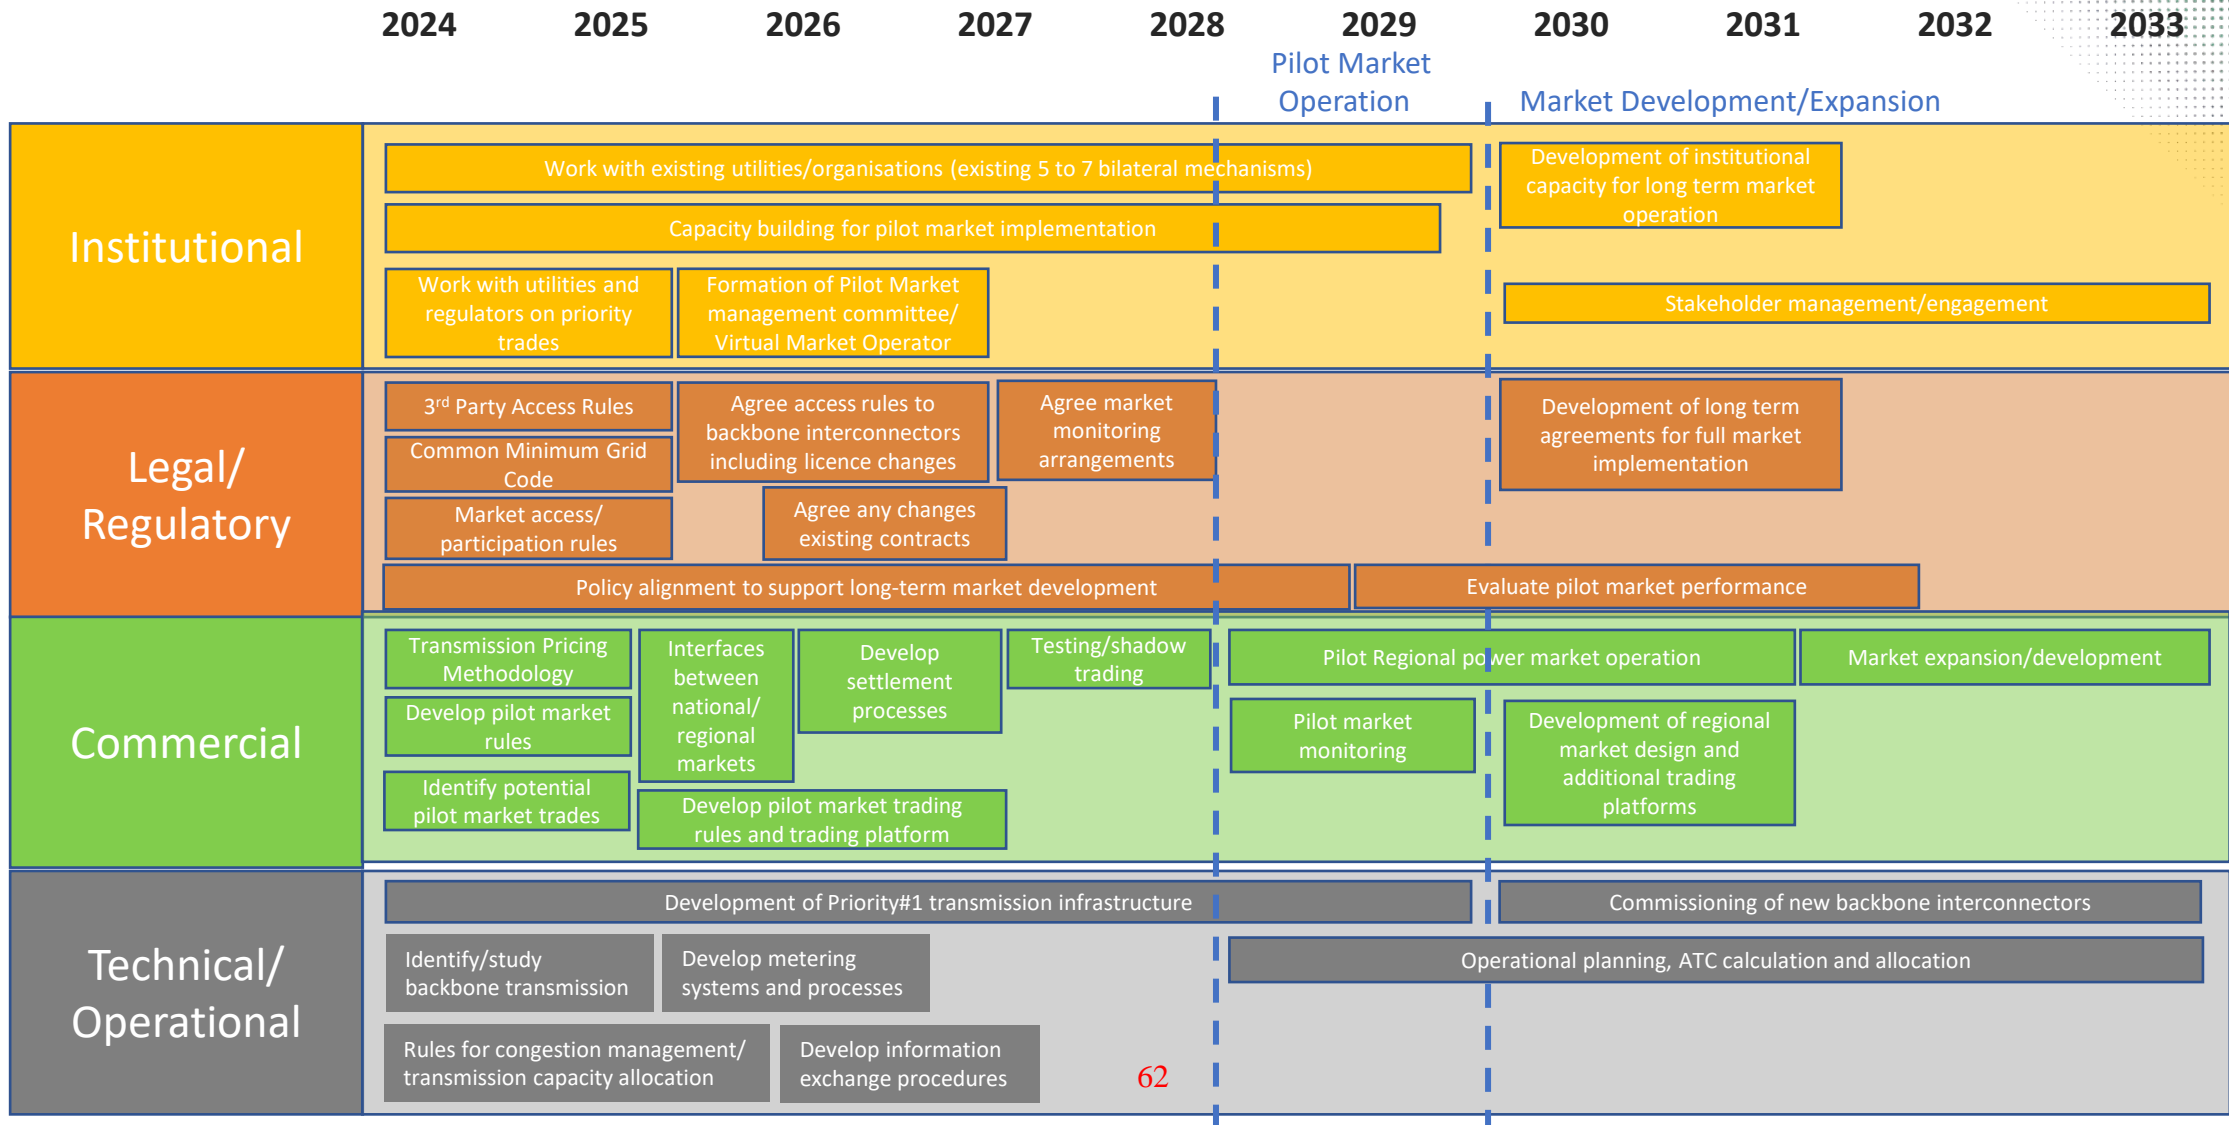 2024 2025 2026 2027 2028 2029 2030 2031 2032 2033
Pilot Market
Operation
Market Development/Expansion
Institutional
Work with existing utilities/organisations (existing 5 to 7 bilateral mechanisms)
Capacity building for pilot market implementation
Work with utilities and
regulators on priority
trades
Formation of Pilot Market
management committee/
Virtual Market Operator
Development of institutional
capacity for long term market
operation
Stakeholder management/engagement
Legal/
Regulatory
3rd Party Access Rules
Common Minimum Grid
Code
Market access/
participation rules
Agree access rules to
backbone interconnectors
including licence changes
Agree any changes
existing contracts
Agree market
monitoring
arrangements
Development of long term
agreements for full market
implementation
Policy alignment to support long-term market development
Evaluate pilot market performance
Commercial
Transmission Pricing
Methodology
Develop pilot market
rules
Identify potential
pilot market trades
Interfaces
between
national/
regional
markets
Develop
settlement
processes
Testing/shadow
trading
Develop pilot market trading
rules and trading platform
Pilot Regional power market operation
Market expansion/development
Pilot market
monitoring
Development of regional
market design and
additional trading
platforms
Technical/
Operational
Development of Priority#1 transmission infrastructure
Commissioning of new backbone interconnectors
Identify/study
backbone transmission
Develop metering
systems and processes
Operational planning, ATC calculation and allocation
Rules for congestion management/
transmission capacity allocation
Develop information
exchange procedures
62